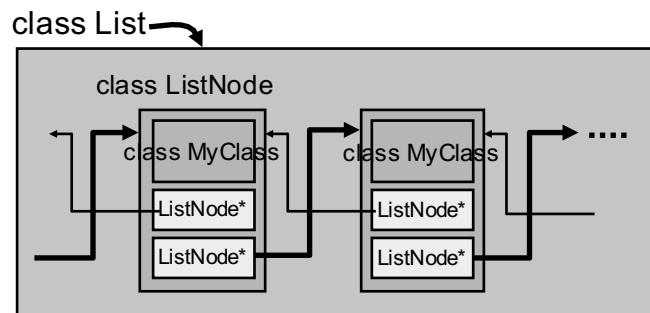 class List
class ListNode
class MyClass
class MyClass
ListNode*
ListNode*
ListNode*
ListNode*
....